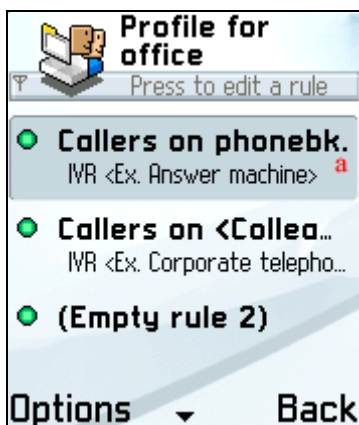 Profile for
office
Press to edit a rule
Callers on phonebk.
IVR <Ex. Answer machine> a
Callers on <Collea...
IVR <Ex. Corporate telepho...
(Empty rule 2)
Options Back